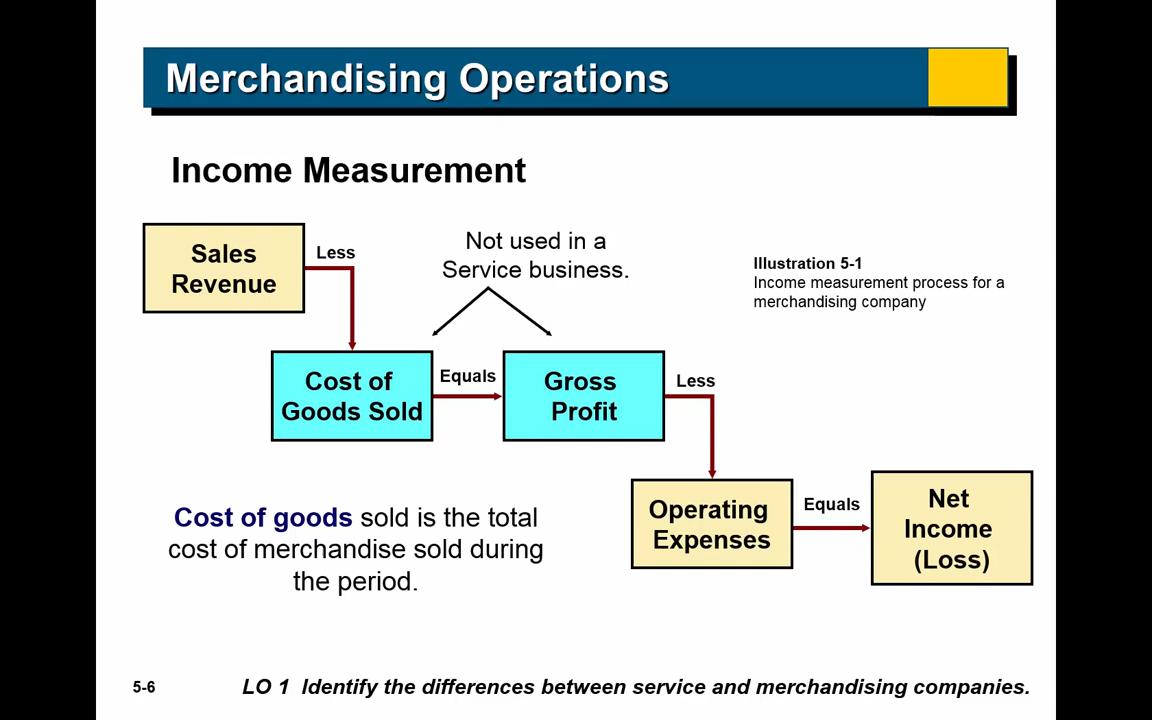 Merchandising Operations
Income Measurement
Sales
Revenue
Less
Not used in a
Service business.
Illustration 5-1
Income measurement process for a
merchandising company
Cost of
Goods Sold
Equals
Gross
Profit
Less
Operating
Expenses
Equals
Net
Income
(Loss)
Cost of goods sold is the total
cost of merchandise sold during
the period.
5-6
LO 1 Identify the differences between service and merchandising companies.